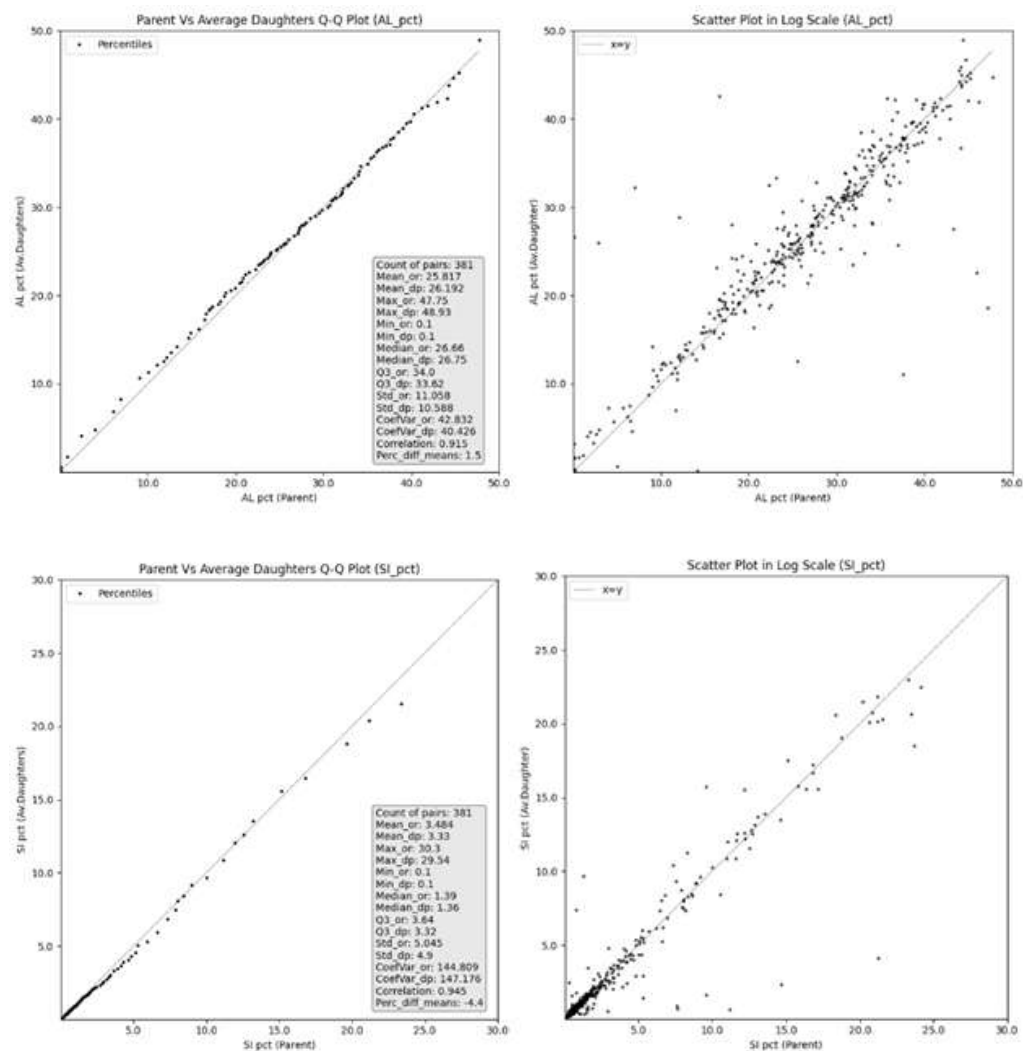 Parent Vs Average Daughters Q-Q Plot (AL_pct)
50.0
Percentiles
40.0
30.0
20.0
10.0
AL pct (Av.Daughters)
Count of pairs: 381
Mean_or: 25.817
Mean_dp: 26.192
Max_or: 47.75
Max_dp: 48.93
Min_or: 0.1
Min_dp: 0.1
Median_or: 26.66
Median_dp: 26.75
Q3_or: 34.0
Q3_dp: 33.62
Std_or: 11.058
Std_dp: 10.588
CoefVar_or: 42.832
CoefVar_dp: 40.426
Correlation: 0.915
Perc_diff_means: 1.5
10.0 20.0 30.0 40.0 50.0
AL pct (Parent)
Scatter Plot in Log Scale (AL_pct)
50.0
x=y
40.0
30.0
20.0
10.0
AL pct (Av.Daughter)
10.0 20.0 30.0 40.0 50.0
AL pct (Parent)
Parent Vs Average Daughters Q-Q Plot (SI_pct)
30.0
Percentiles
25.0
20.0
15.0
10.0
5.0
SI pct (Av.Daughters)
Count of pairs: 381
Mean_or: 3.484
Mean_dp: 3.33
Max_or: 30.3
Max_dp: 29.54
Min_or: 0.1
Min_dp: 0.1
Median_or: 1.39
Median_dp: 1.36
Q3_or: 3.64
Q3_dp: 3.32
Std_or: 5.045
Std_dp: 4.9
CoefVar_or: 144.809
CoefVar_dp: 147.176
Correlation: 0.945
Perc_diff_means: -4.4
5.0 10.0 15.0 20.0 25.0 30.0
SI pct (Parent)
Scatter Plot in Log Scale (SI_pct)
30.0
x=y
25.0
20.0
15.0
10.0
5.0
SI pct (Av.Daughter)
5.0 10.0 15.0 20.0 25.0 30.0
SI pct (Parent)